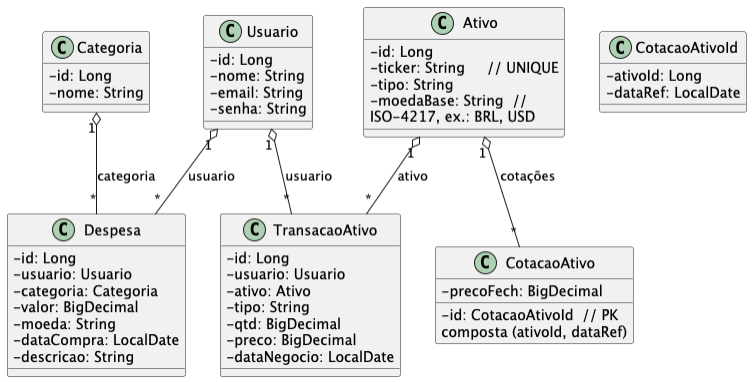 C Categoria
-id: Long
-nome: String
C Usuario
-id: Long
-nome: String
-email: String
-senha: String
C Ativo
-id: Long
-ticker: String // UNIQUE
-tipo: String
-moedaBase: String //
ISO-4217, ex.: BRL, USD
C CotacaoAtivoId
-ativoId: Long
-dataRef: LocalDate
1
1
1
1
1
categoria
usuario
usuario
ativo
cotações
*
*
*
*
*
C Despesa
-id: Long
-usuario: Usuario
-categoria: Categoria
-valor: BigDecimal
-moeda: String
-dataCompra: LocalDate
-descricao: String
C TransacaoAtivo
-id: Long
-usuario: Usuario
-ativo: Ativo
-tipo: String
-qtd: BigDecimal
-preco: BigDecimal
-dataNegocio: LocalDate
C CotacaoAtivo
-precoFech: BigDecimal
-id: CotacaoAtivoId // PK
composta (ativoId, dataRef)